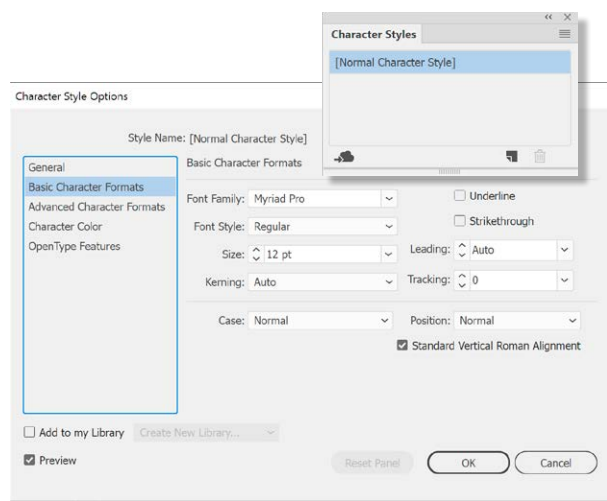 Character Styles
[Normal Character Style]
Character Style Options
Style Name: [Normal Character Style]
General
Basic Character Formats
Advanced Character Formats
Character Color
OpenType Features
Basic Character Formats
Font Family: Myriad Pro
Underline
Font Style: Regular
Strikethrough
Size: 12 pt
Leading: Auto
Kerning: Auto
Tracking: 0
Case: Normal
Position: Normal
Standard Vertical Roman Alignment
Add to my Library Create New Library...
Preview
Reset Panel
OK
Cancel